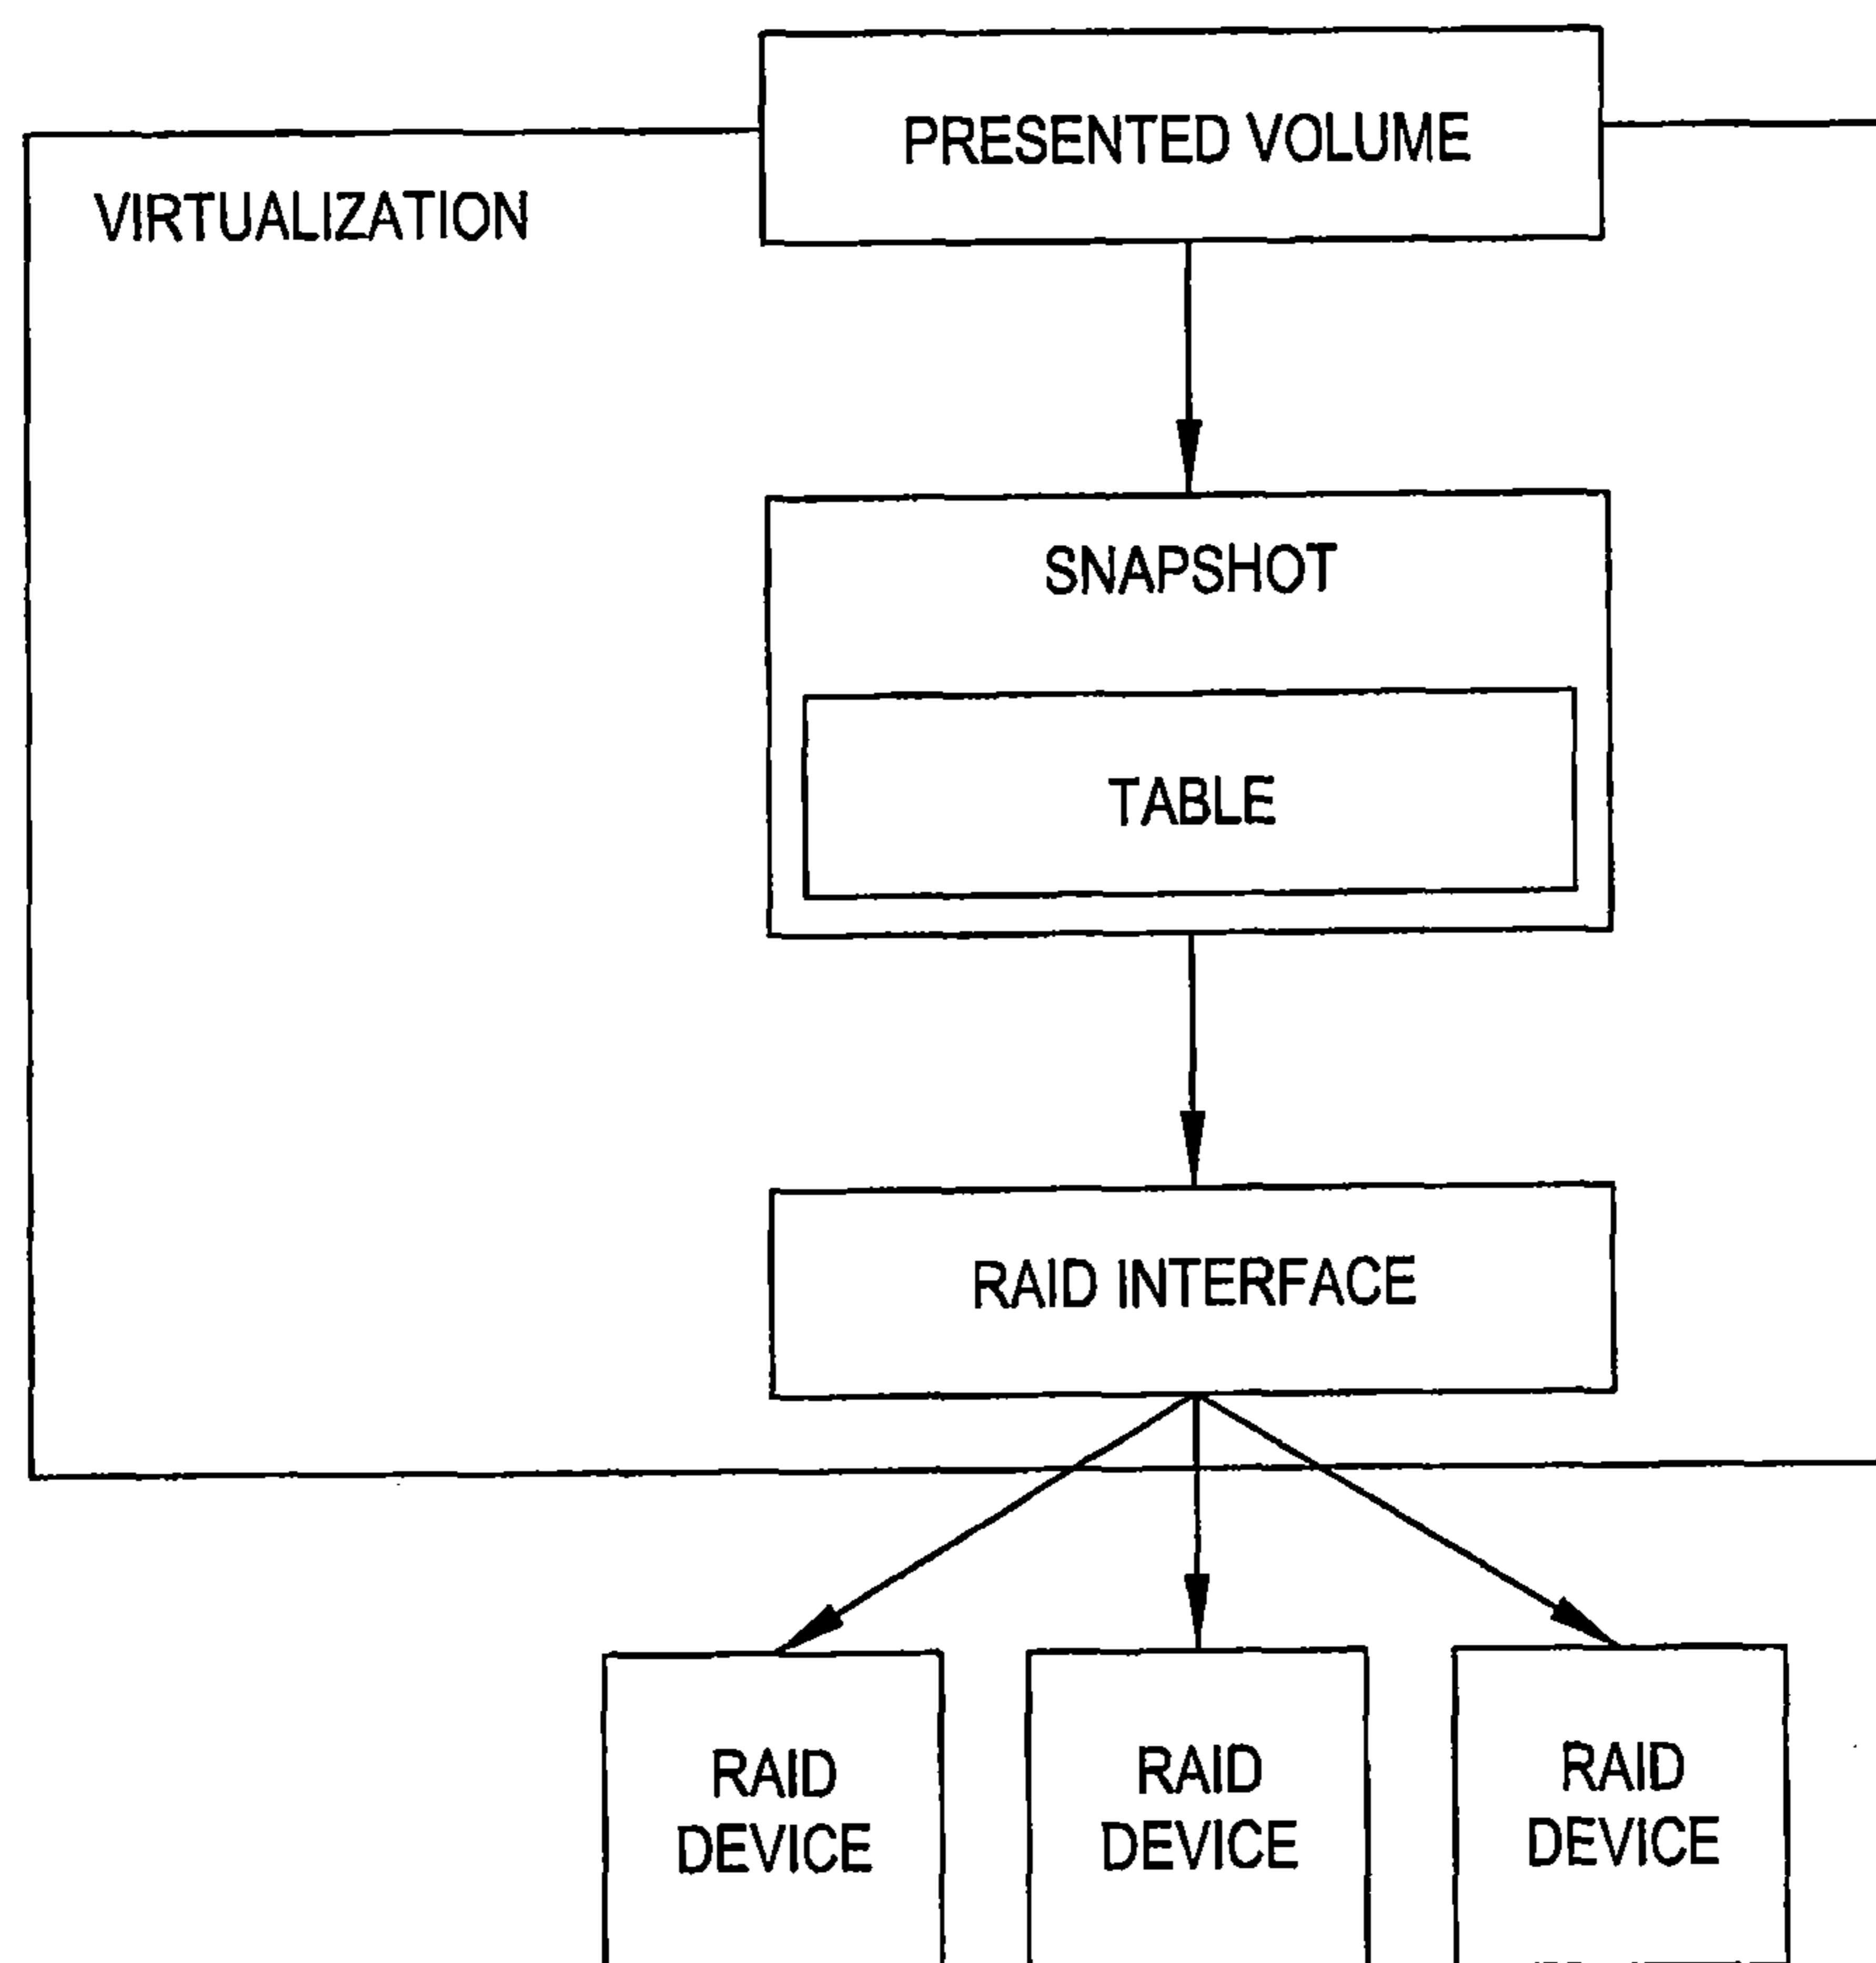 PRESENTED VOLUME
VIRTUALIZATION
SNAPSHOT
TABLE
RAID INTERFACE
RAID
DEVICE
RAID
DEVICE
RAID
DEVICE